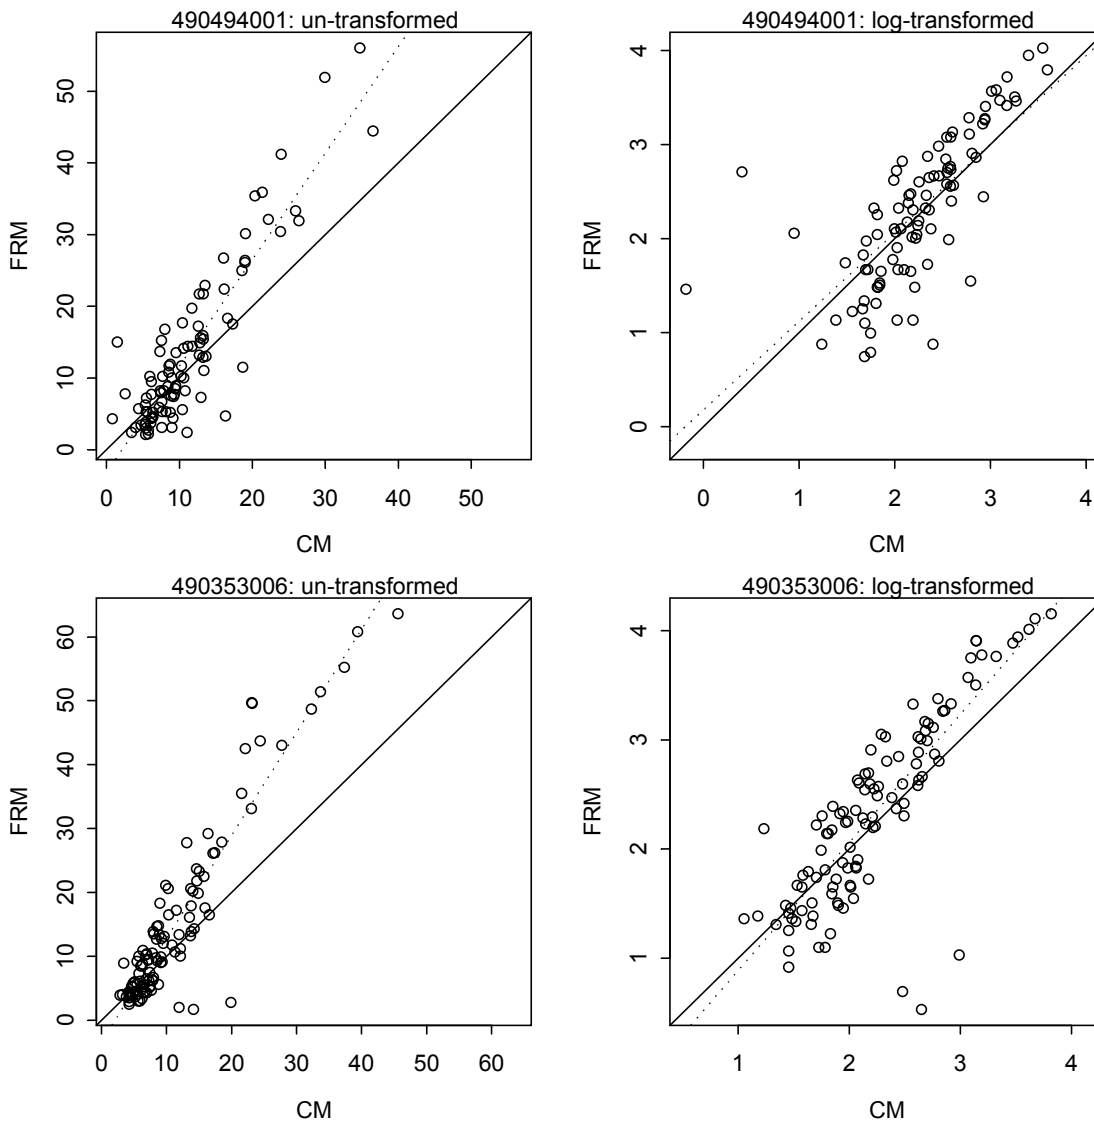 490494001: un-transformed
FRM
0 10 20 30 40 50
0 10 20 30 40 50
CM
490494001: log-transformed
FRM
0 1 2 3 4
0 1 2 3 4
CM
490353006: un-transformed
FRM
0 10 20 30 40 50 60
0 10 20 30 40 50 60
CM
490353006: log-transformed
FRM
1 2 3 4
1 2 3 4
CM